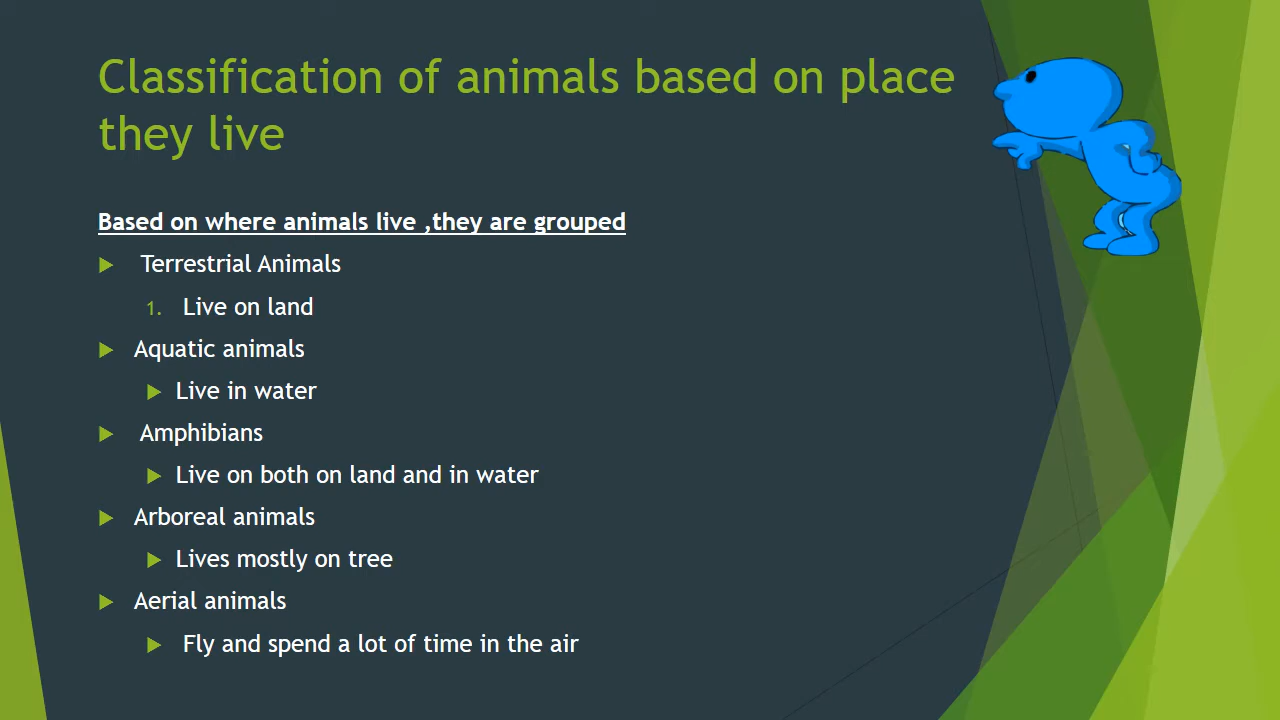 Classification of animals based on place
they live
Based on where animals live ,they are grouped
Terrestrial Animals
1. Live on land
Aquatic animals
Live in water
Amphibians
Live on both on land and in water
Arboreal animals
Lives mostly on tree
Aerial animals
Fly and spend a lot of time in the air